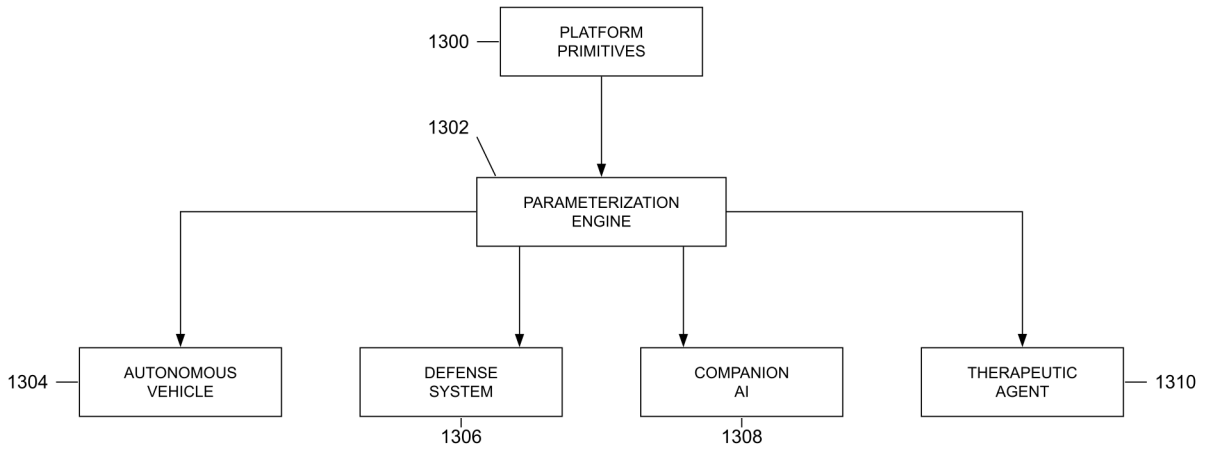 PLATFORM
PRIMITIVES
1300
1302
PARAMETERIZATION
ENGINE
1304
AUTONOMOUS
VEHICLE
DEFENSE
SYSTEM
1306
COMPANION
AI
1308
THERAPEUTIC
AGENT
1310